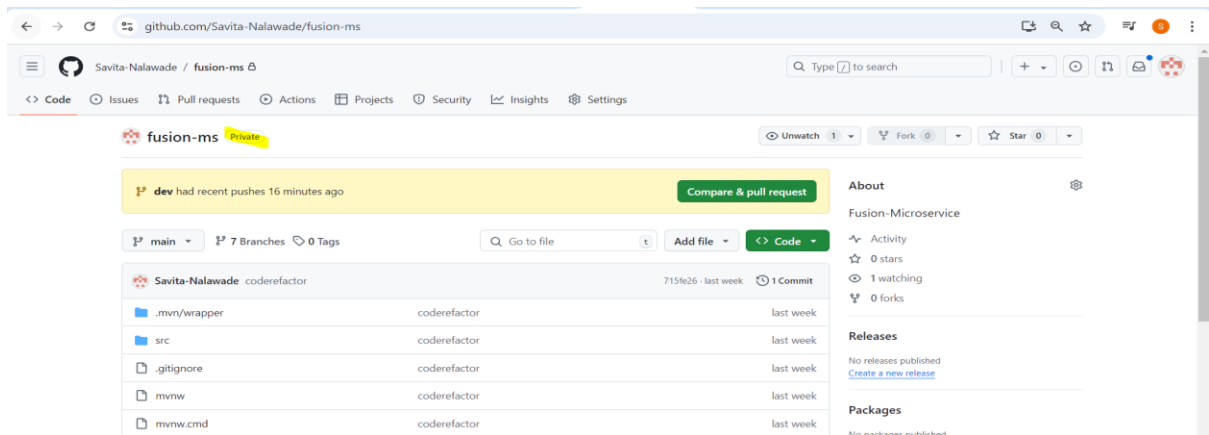 github.com/Savita-Nalawade/fusion-ms
S
Savita-Nalawade / fusion-ms
Type / to search
<> Code Issues Pull requests Actions Projects Security Insights Settings
fusion-ms Private
Unwatch 1 Fork 0 Star 0
dev had recent pushes 16 minutes ago
Compare & pull request
main 7 Branches 0 Tags
Go to file t
Add file
<> Code
Savita-Nalawade coderefactor 715fe26 · last week 1 Commit
.mvn/wrapper coderefactor last week
src coderefactor last week
.gitignore coderefactor last week
mvnw coderefactor last week
mvnw.cmd coderefactor last week
About
Fusion-Microservice
Activity
0 stars
1 watching
0 forks
Releases
No releases published
Create a new release
Packages
No packages published